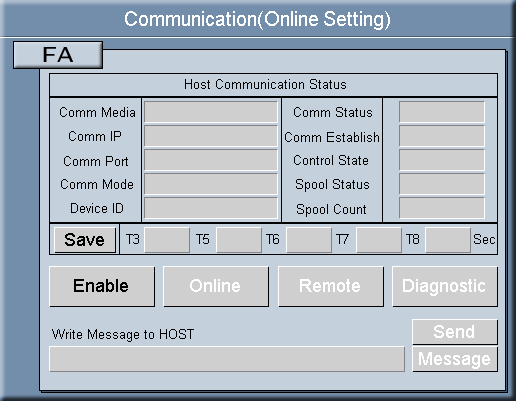 Communication(Online Setting)
FA
Host Communication Status
Comm Media Comm Status
Comm IP Comm Establish
Comm Port Control State
Comm Mode Spool Status
Device ID Spool Count
Save T3 T5 T6 T7 T8 Sec
Enable Online Remote Diagnostic
Write Message to HOST Send
Message